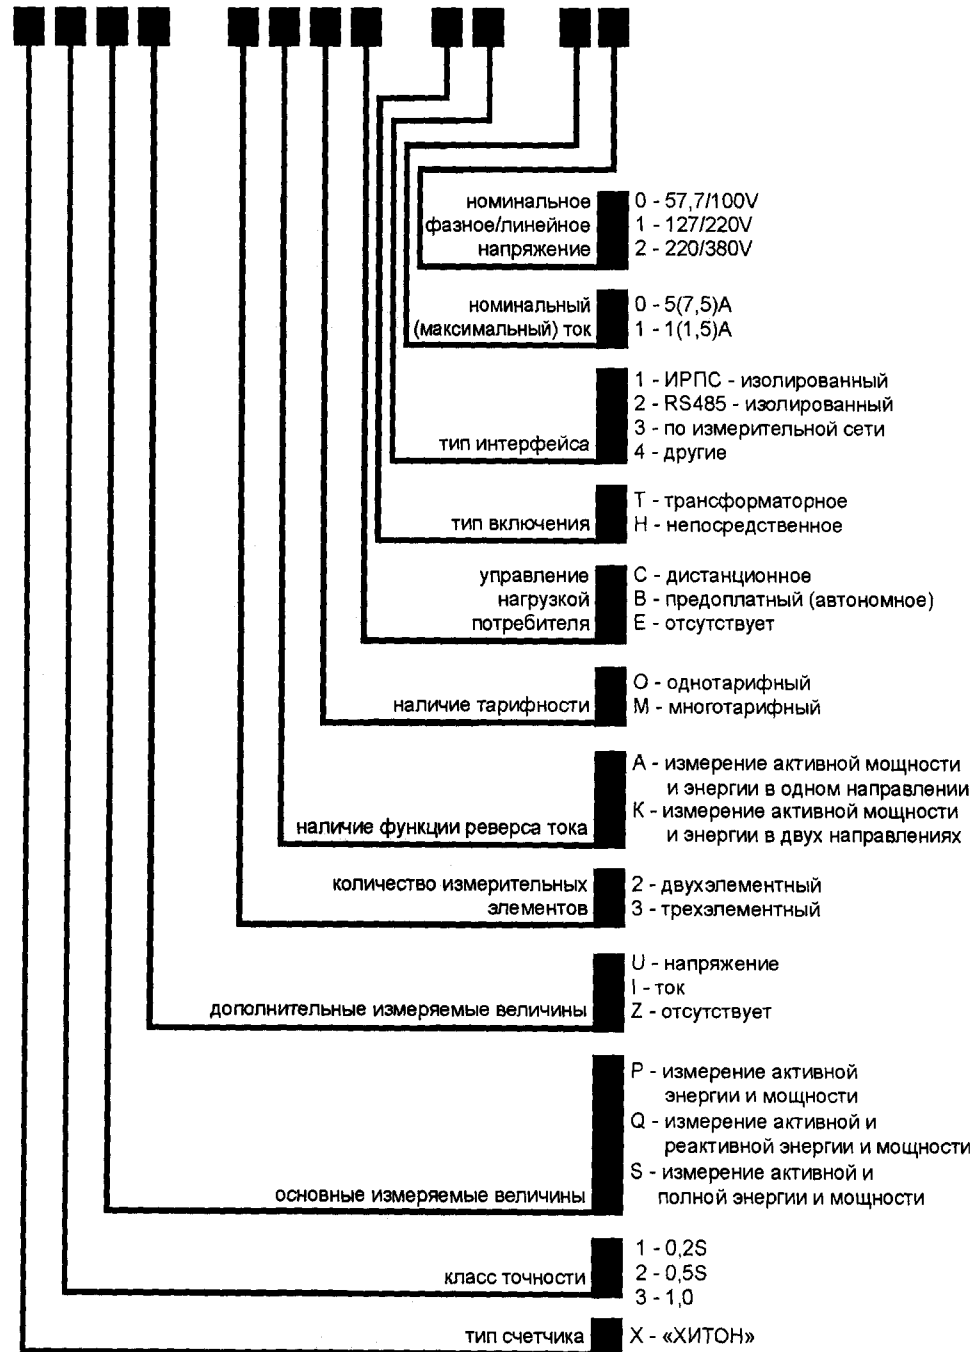 номинальное
фазное/линейное
напряжение
0 - 57,7/100V
1 - 127/220V
2 - 220/380V
номинальный
(максимальный) ток
0 - 5(7,5)A
1 - 1(1,5)A
тип интерфейса
1 - ИРПС - изолированный
2 - RS485 - изолированный
3 - по измерительной сети
4 - другие
тип включения
Т - трансформаторное
Н - непосредственное
управление
нагрузкой
потребителя
С - дистанционное
В - предоплатный (автономное)
Е - отсутствует
наличие тарифности
О - однотарифный
М - многотарифный
наличие функции реверса тока
А - измерение активной мощности
и энергии в одном направлении
К - измерение активной мощности
и энергии в двух направлениях
количество измерительных
элементов
2 - двухэлементный
3 - трехэлементный
дополнительные измеряемые величины
U - напряжение
I - ток
Z - отсутствует
основные измеряемые величины
P - измерение активной
энергии и мощности
Q - измерение активной и
реактивной энергии и мощности
S - измерение активной и
полной энергии и мощности
класс точности
1 - 0,2S
2 - 0,5S
3 - 1,0
тип счетчика
Х - «ХИТОН»